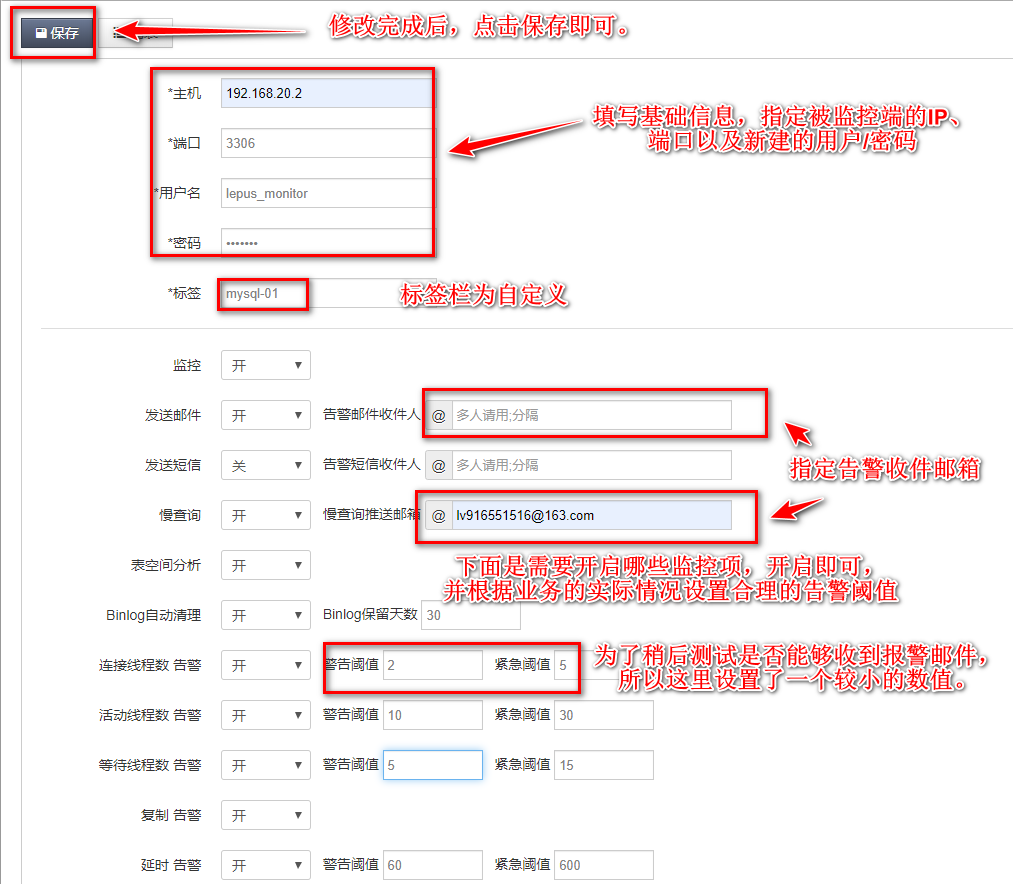 保存
修改完成后，点击保存即可。
*主机 192.168.20.2
填写基础信息，指定被监控端的IP、
端口以及新建的用户/密码
*端口 3306
*用户名 lepus_monitor
*密码 •••••••
*标签 mysql-01
标签栏为自定义
监控 开
发送邮件 开 告警邮件收件人 @ 多人请用;分隔
发送短信 关 告警短信收件人 @ 多人请用;分隔
指定告警收件邮箱
慢查询 开 慢查询推送邮箱 @ lv916551516@163.com
下面是需要开启哪些监控项，开启即可，
并根据业务的实际情况设置合理的告警阈值
表空间分析 开
Binlog自动清理 开 Binlog保留天数 30
连接线程数 告警 开 警告阈值 2 紧急阈值 5
为了稍后测试是否能够收到报警邮件，
所以这里设置了一个较小的数值。
活动线程数 告警 开 警告阈值 10 紧急阈值 30
等待线程数 告警 开 警告阈值 5 紧急阈值 15
复制 告警 开
延时 告警 开 警告阈值 60 紧急阈值 600